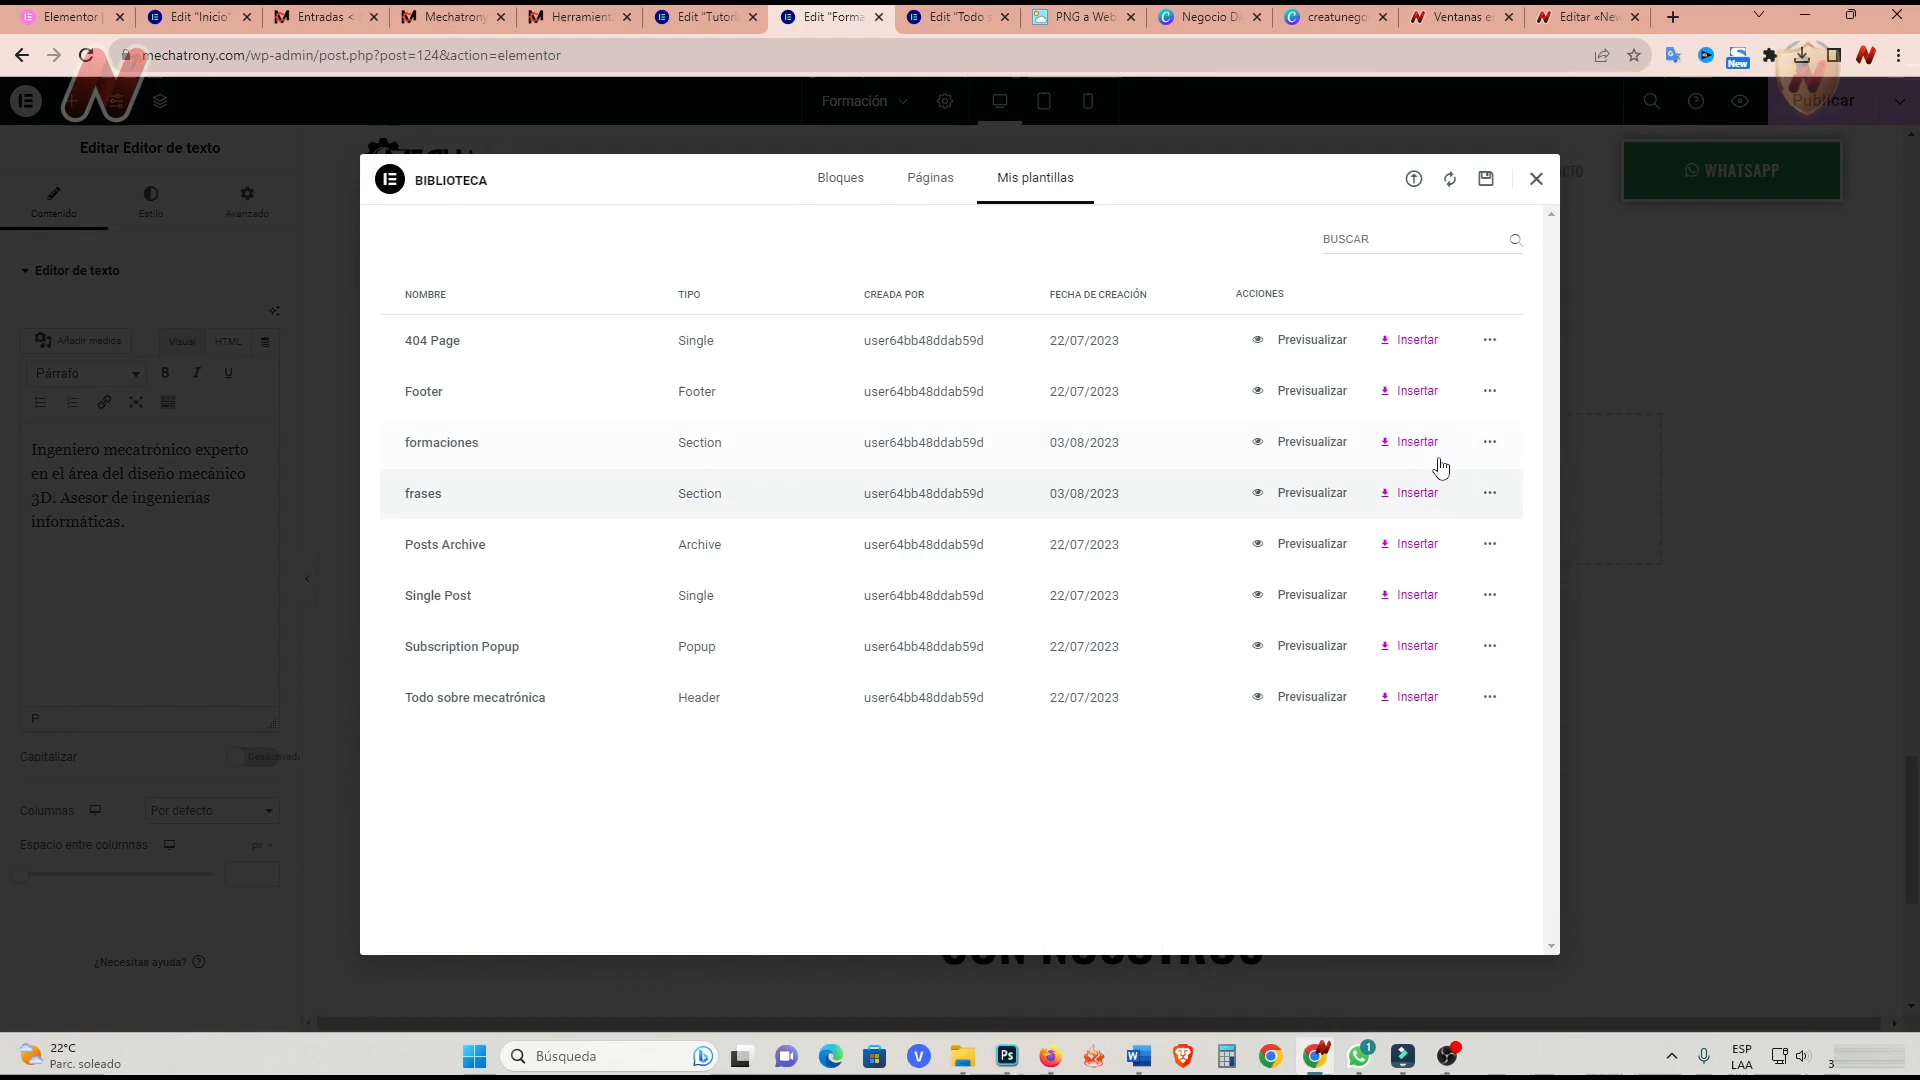 Elementor |
Edit "Inicio"
Entradas <
Mechatrony
Herramient
Edit "Tutori
Edit "Forma
Edit "Todo s
PNG a Web
Negocio Di
creatunego
Ventanas e
Editar «Nev
mechatrony.com/wp-admin/post.php?post=124&action=elementor
New
Formación
Publicar
Editar Editor de texto
Contenido
Estilo
Avanzado
Editor de texto
Añadir medios
Visual
HTML
Párrafo
B I U
Ingeniero mecatrónico experto
en el área del diseño mecánico
3D. Asesor de ingenierías
informáticas.
P
Capitalizar
Desactivado
Columnas
Por defecto
Espacio entre columnas
px
¿Necesitas ayuda?
WHATSAPP
BIBLIOTECA
Bloques
Páginas
Mis plantillas
BUSCAR
NOMBRE TIPO CREADA POR FECHA DE CREACIÓN ACCIONES
404 Page Single user64bb48ddab59d 22/07/2023 Previsualizar Insertar
Footer Footer user64bb48ddab59d 22/07/2023 Previsualizar Insertar
formaciones Section user64bb48ddab59d 03/08/2023 Previsualizar Insertar
frases Section user64bb48ddab59d 03/08/2023 Previsualizar Insertar
Posts Archive Archive user64bb48ddab59d 22/07/2023 Previsualizar Insertar
Single Post Single user64bb48ddab59d 22/07/2023 Previsualizar Insertar
Subscription Popup Popup user64bb48ddab59d 22/07/2023 Previsualizar Insertar
Todo sobre mecatrónica Header user64bb48ddab59d 22/07/2023 Previsualizar Insertar
CON NOSOTROS
22°C
Parc. soleado
Búsqueda
Ps
1
ESP
LAA
3